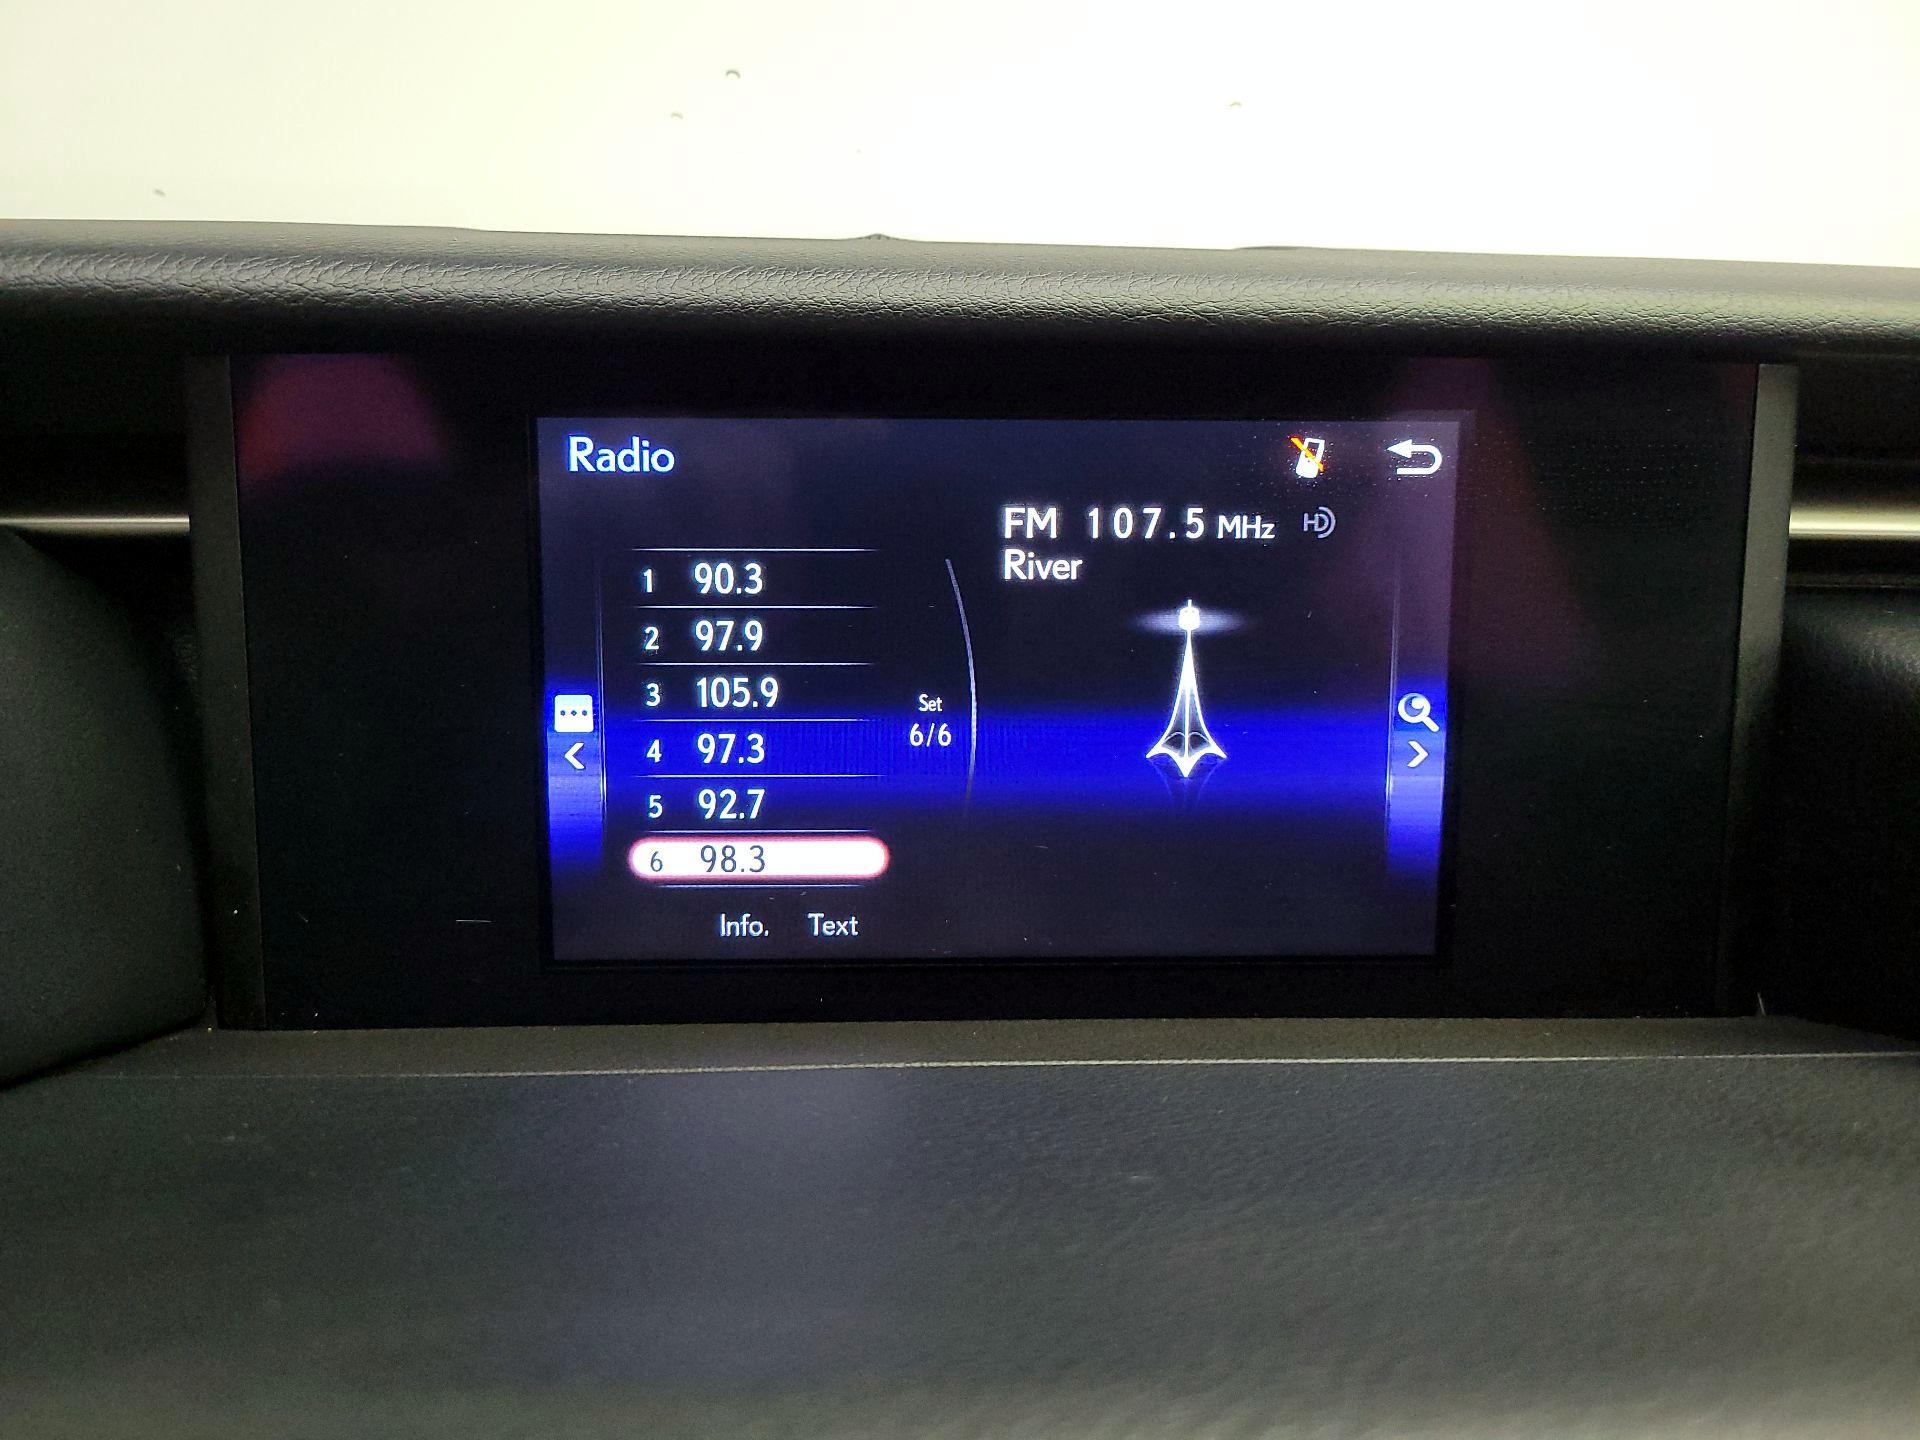 Radio
FM 107.5 MHz HD
River
1 90.3
2 97.9
3 105.9
4 97.3
5 92.7
6 98.3
Set
6/6
Info. Text